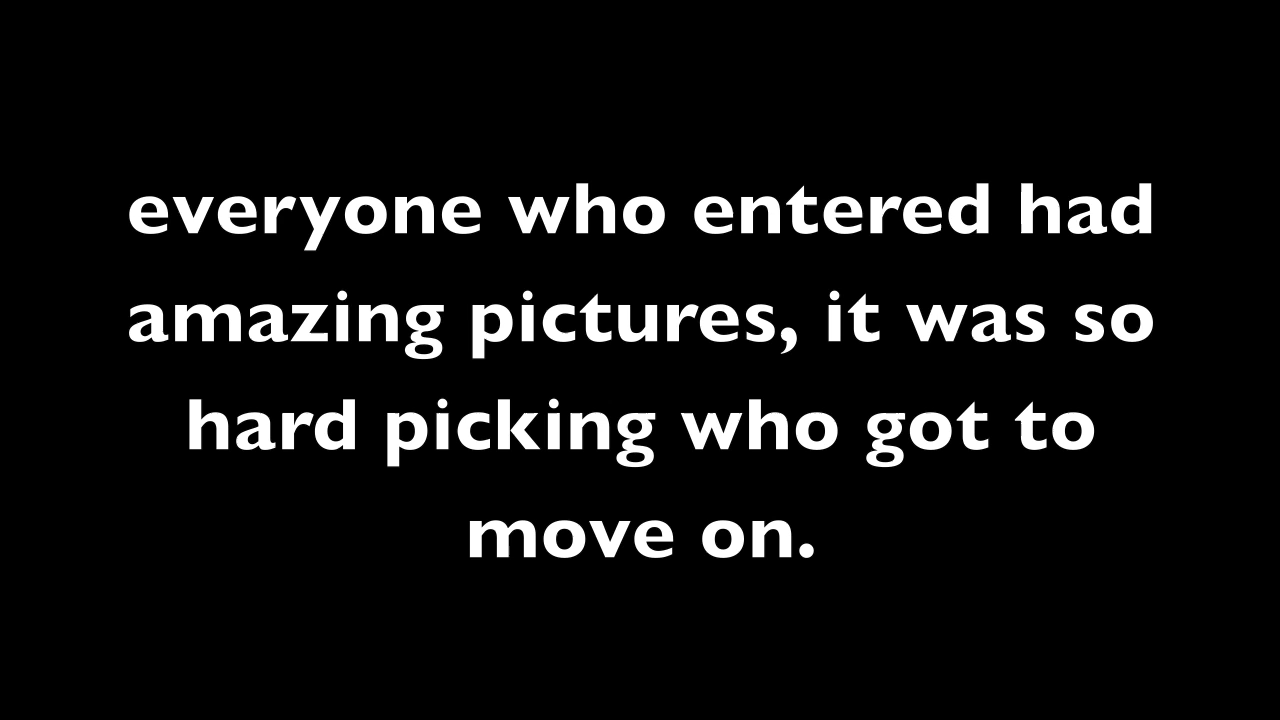 everyone who entered had
amazing pictures, it was so
hard picking who got to
move on.